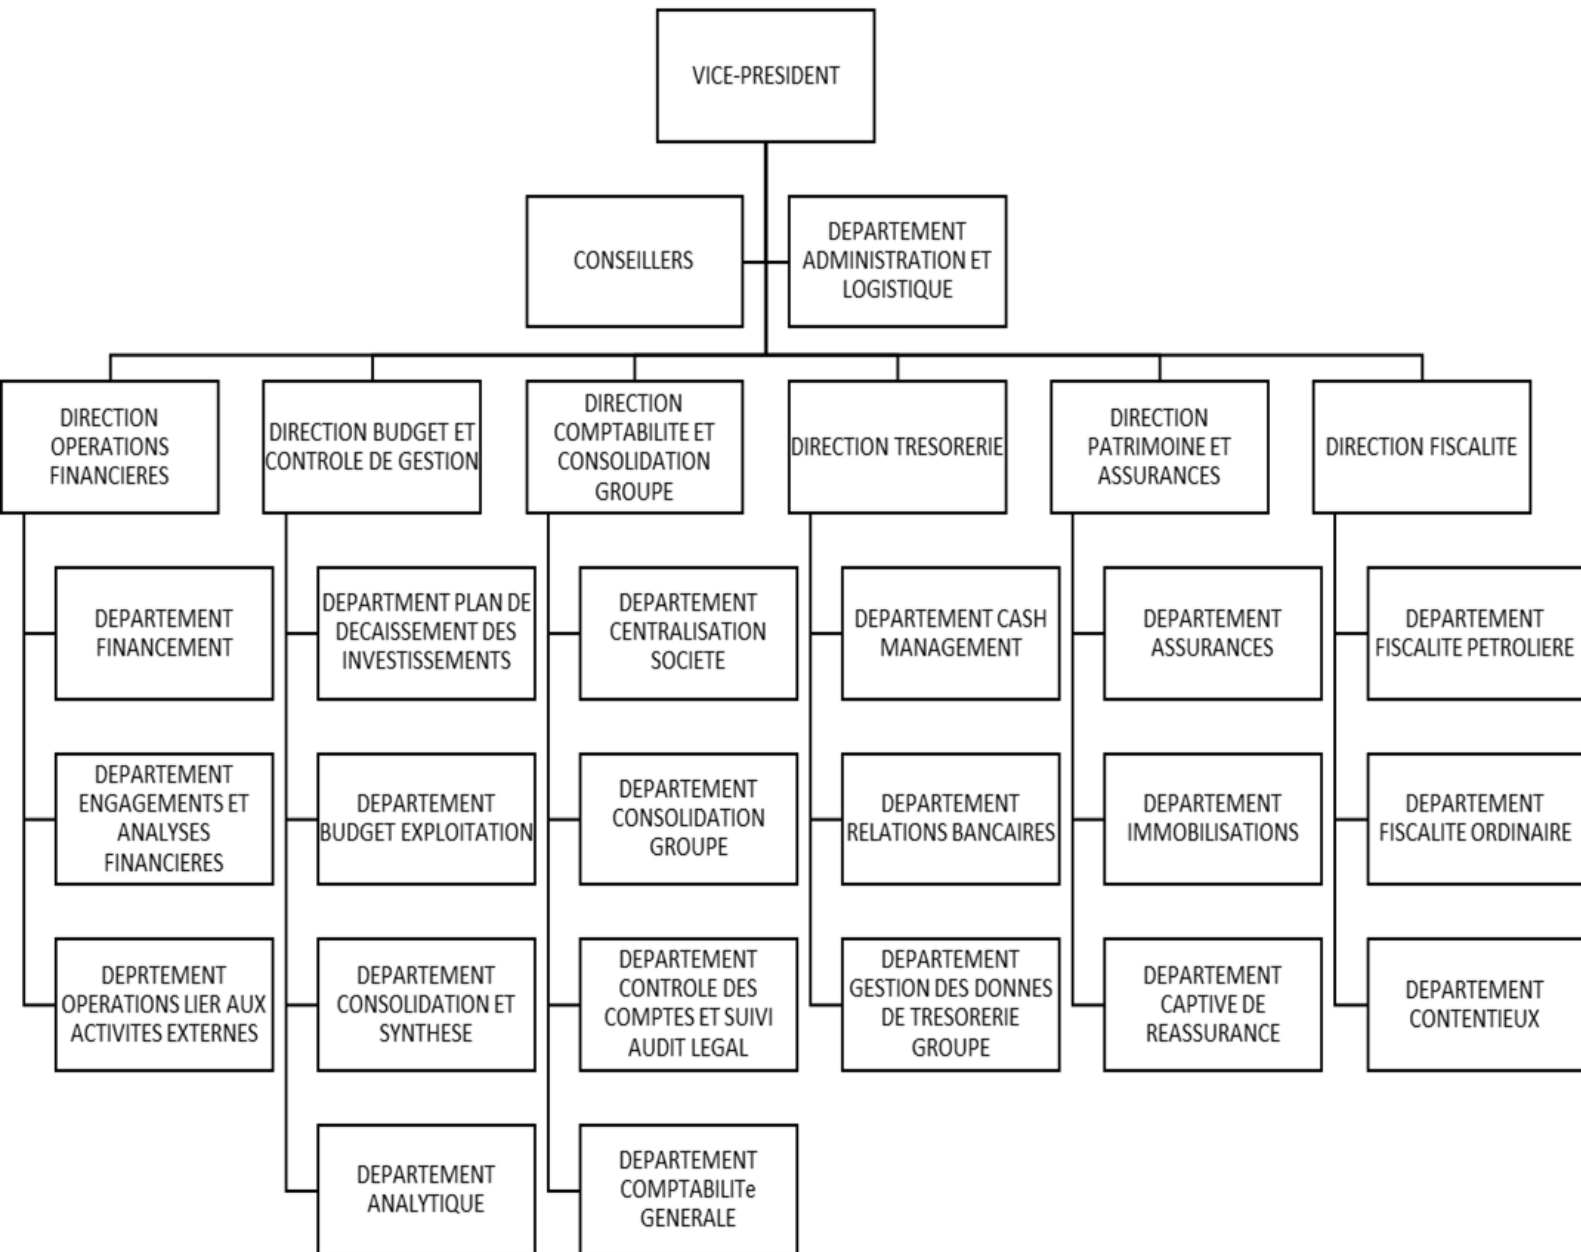 VICE-PRESIDENT
CONSEILLERS
DEPARTEMENT
ADMINISTRATION ET
LOGISTIQUE
DIRECTION
OPERATIONS
FINANCIERES
DIRECTION BUDGET ET
CONTROLE DE GESTION
DIRECTION
COMPTABILITE ET
CONSOLIDATION
GROUPE
DIRECTION TRESORERIE
DIRECTION
PATRIMOINE ET
ASSURANCES
DIRECTION FISCALITE
DEPARTEMENT
FINANCEMENT
DEPARTMENT PLAN DE
DECAISSEMENT DES
INVESTISSEMENTS
DEPARTEMENT
CENTRALISATION
SOCIETE
DEPARTEMENT CASH
MANAGEMENT
DEPARTEMENT
ASSURANCES
DEPARTEMENT
FISCALITE PETROLIERE
DEPARTEMENT
ENGAGEMENTS ET
ANALYSES
FINANCIERES
DEPARTEMENT
BUDGET EXPLOITATION
DEPARTEMENT
CONSOLIDATION
GROUPE
DEPARTEMENT
RELATIONS BANCAIRES
DEPARTEMENT
IMMOBILISATIONS
DEPARTEMENT
FISCALITE ORDINAIRE
DEPRTEMENT
OPERATIONS LIER AUX
ACTIVITES EXTERNES
DEPARTEMENT
CONSOLIDATION ET
SYNTHESE
DEPARTEMENT
CONTROLE DES
COMPTES ET SUIVI
AUDIT LEGAL
DEPARTEMENT
GESTION DES DONNES
DE TRESORERIE
GROUPE
DEPARTEMENT
CAPTIVE DE
REASSURANCE
DEPARTEMENT
CONTENTIEUX
DEPARTEMENT
ANALYTIQUE
DEPARTEMENT
COMPTABILITe
GENERALE